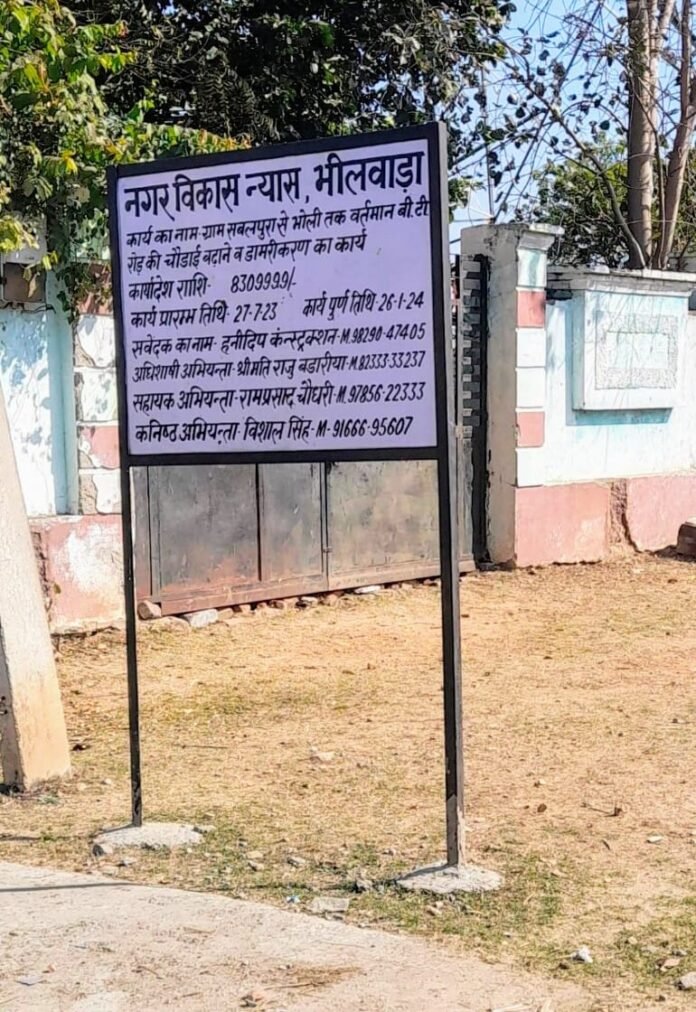 नगर विकास न्यास, भीलवाड़ा
कार्य का नाम- ग्राम सबलपुरा से भोली तक वर्तमान बी.टी.
रोड़ की चौडाई बढ़ाने व डामरीकरण का कार्य
कार्यादेश राशि- 8309999/-
कार्य प्रारम्भ तिथि- 27-7-23 कार्य पुर्ण तिथि-26-1-24
सवेदक का नाम- हनीदिप कंन्स्ट्रक्शन-M.98290-47405
अधिशाषी अभियन्ता- श्रीमति राजु बडारीया-M.82333-33237
सहायक अभियन्ता-रामप्रसाद चौधरी-M.97856-22333
कनिष्ठ अभियन्ता- विशाल सिंह-M-91666-95607